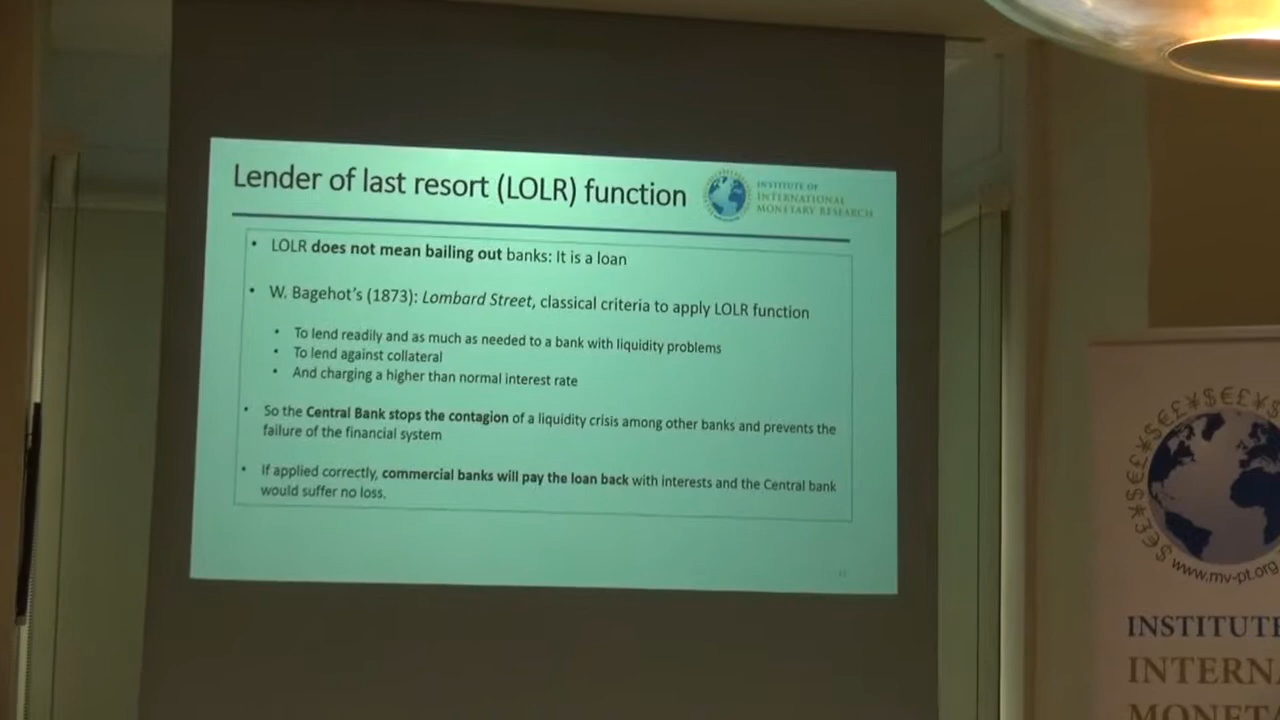 Lender of last resort (LOLR) function
INSTITUTE OF
INTERNATIONAL
MONETARY RESEARCH
• LOLR does not mean bailing out banks: It is a loan
• W. Bagehot's (1873): Lombard Street, classical criteria to apply LOLR function
• To lend readily and as much as needed to a bank with liquidity problems
• To lend against collateral
• And charging a higher than normal interest rate
• So the Central Bank stops the contagion of a liquidity crisis among other banks and prevents the
failure of the financial system
• If applied correctly, commercial banks will pay the loan back with interests and the Central bank
would suffer no loss.
$€£¥$€£¥$€£¥$
www.mv-pt.org
INSTITUTE
INTERNA
MONETA